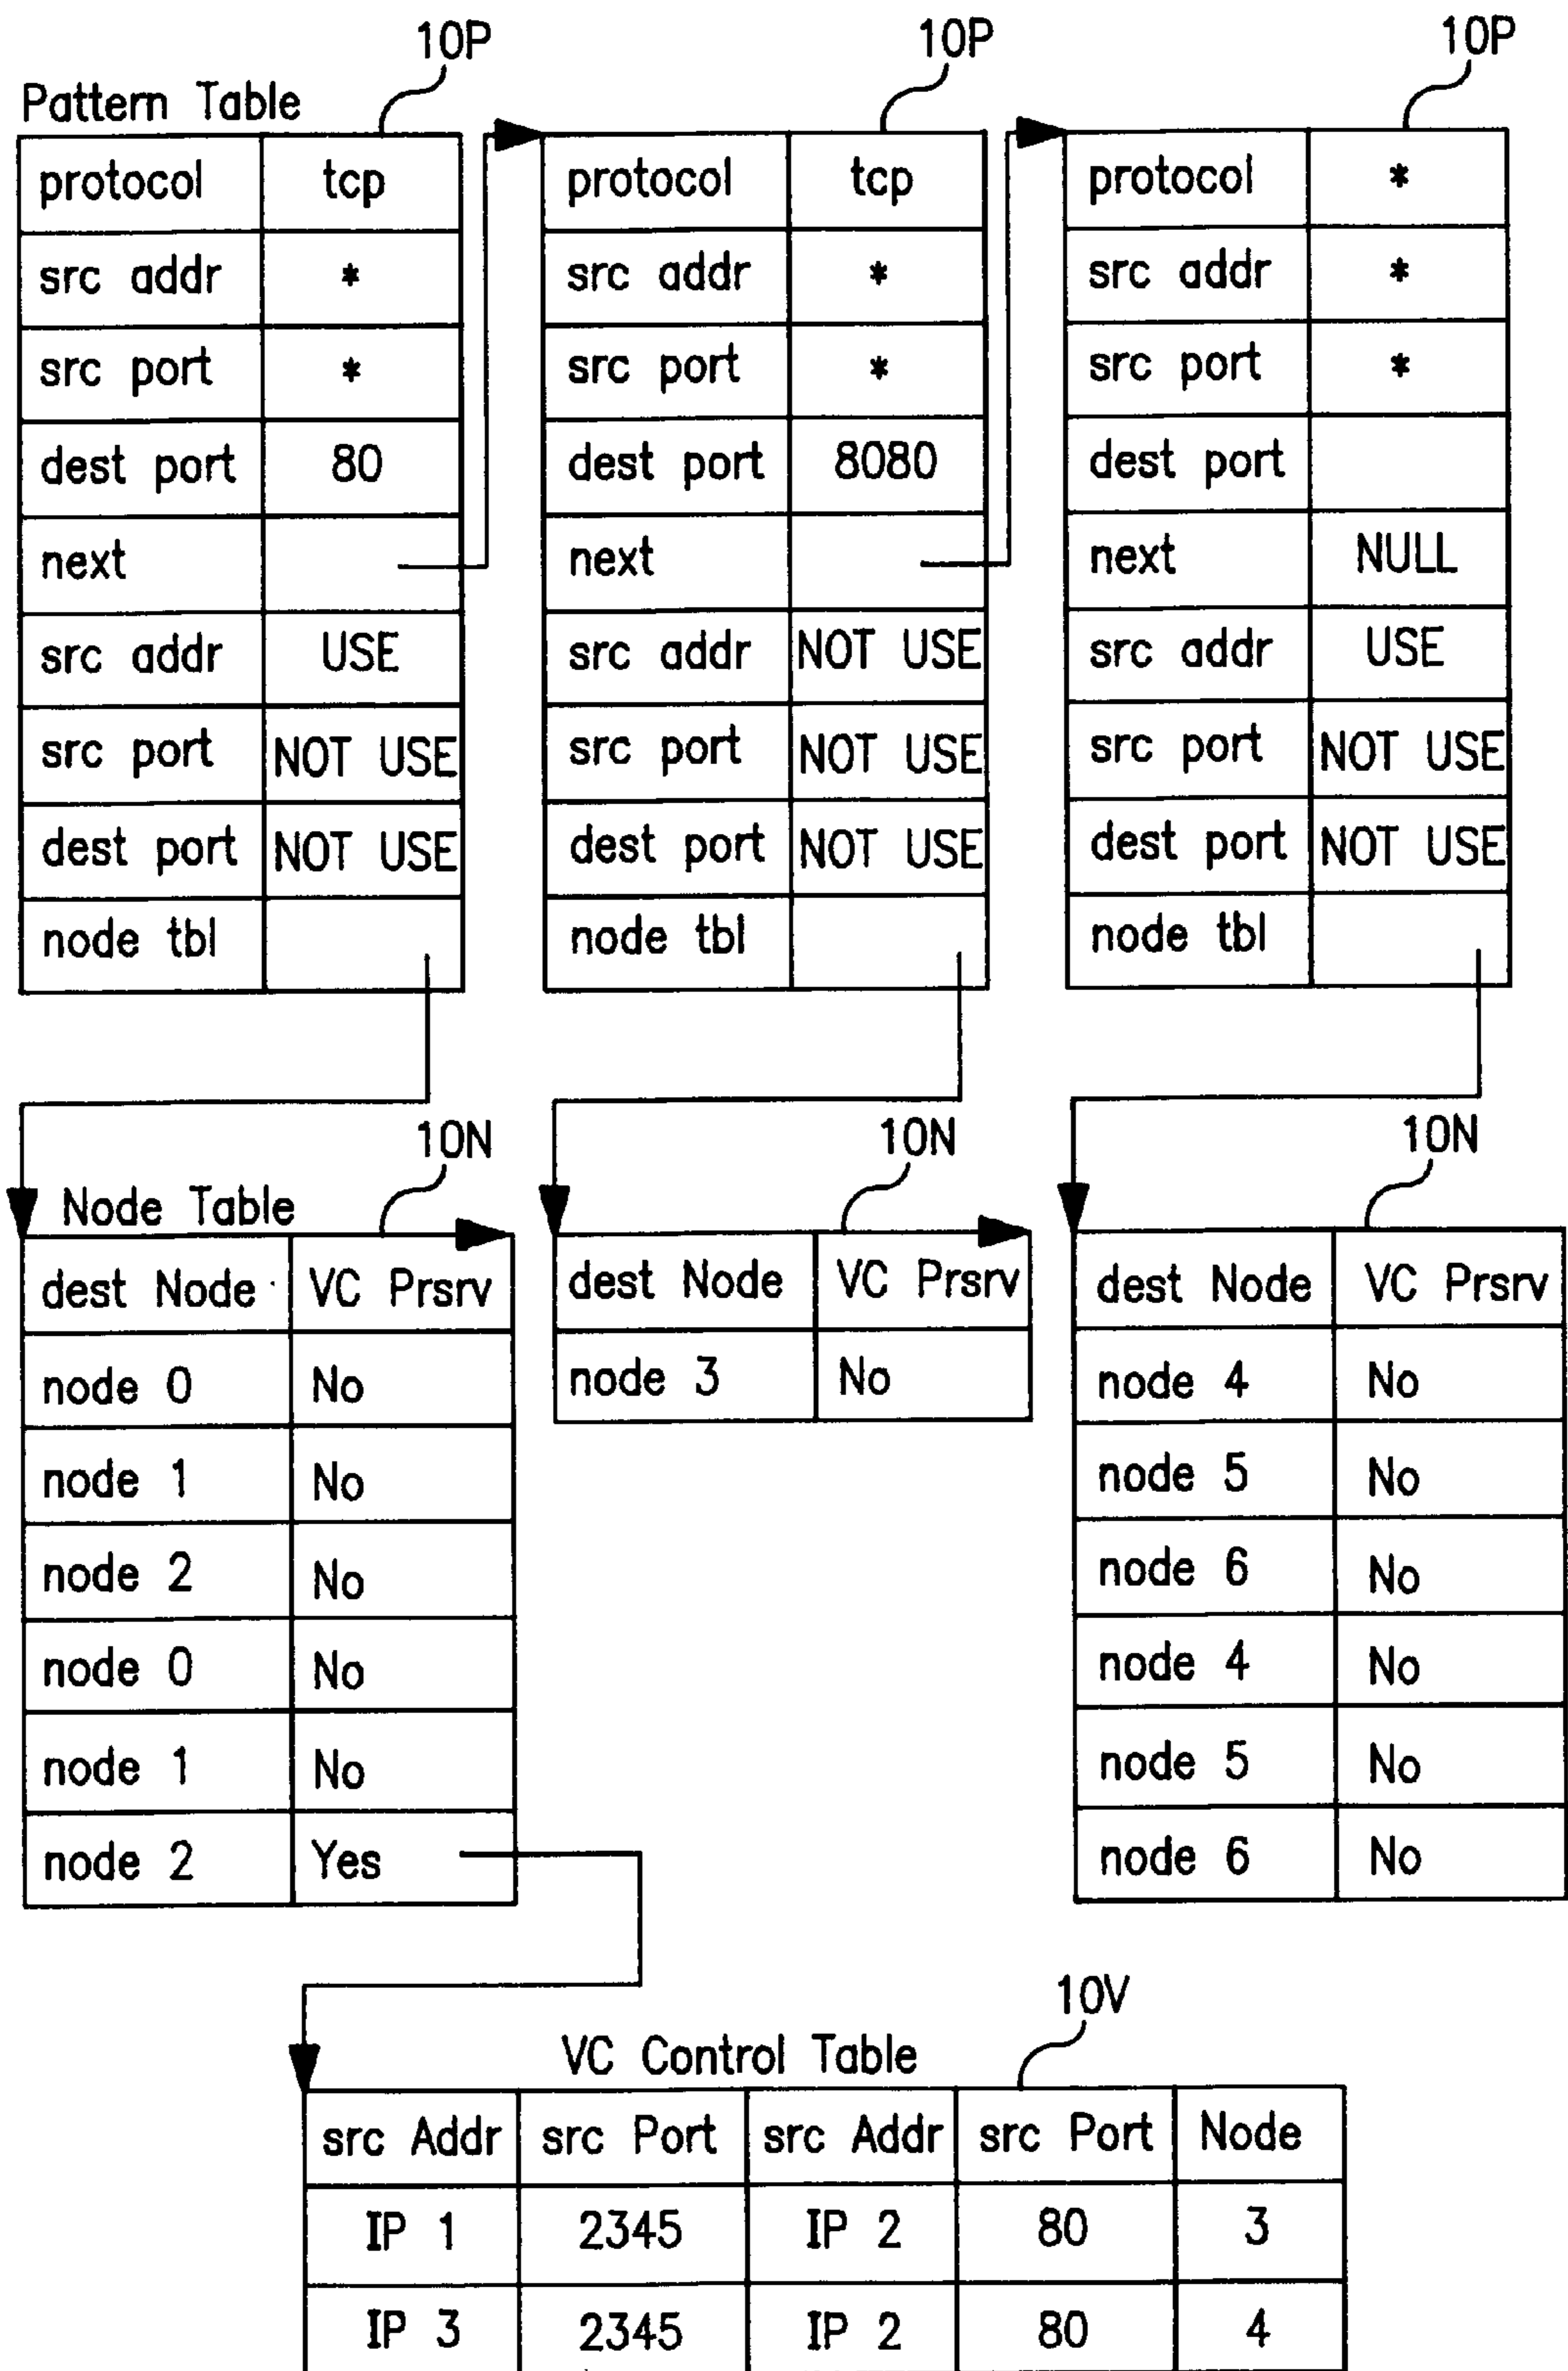 10P 10P 10P
Pattern Table
protocol tcp
src addr *
src port *
dest port 80
next
src addr USE
src port NOT USE
dest port NOT USE
node tbl
protocol tcp
src addr *
src port *
dest port 8080
next
src addr NOT USE
src port NOT USE
dest port NOT USE
node tbl
protocol *
src addr *
src port *
dest port
next NULL
src addr USE
src port NOT USE
dest port NOT USE
node tbl
10N 10N 10N
Node Table
dest Node VC Prsrv
node 0 No
node 1 No
node 2 No
node 0 No
node 1 No
node 2 Yes
dest Node VC Prsrv
node 3 No
dest Node VC Prsrv
node 4 No
node 5 No
node 6 No
node 4 No
node 5 No
node 6 No
10V
VC Control Table
src Addr src Port src Addr src Port Node
IP 1 2345 IP 2 80 3
IP 3 2345 IP 2 80 4